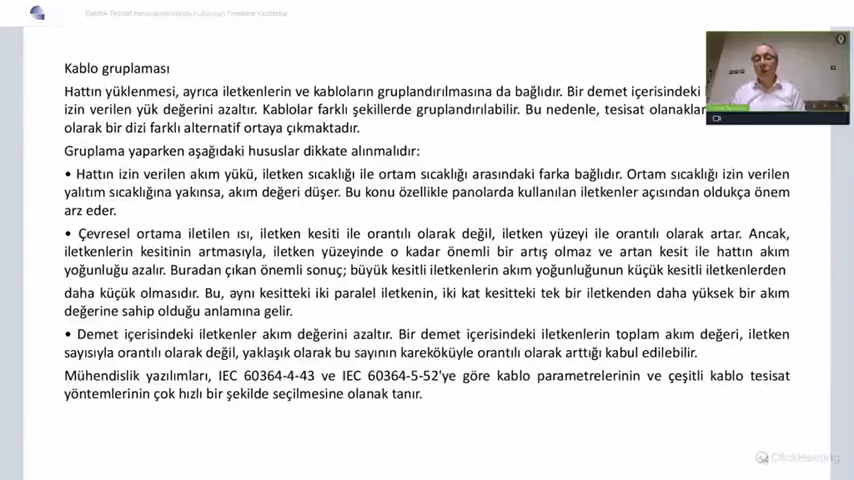 Elektrik Tesisat Hesaplamalarında Kullanılan Freeware Yazılımlar
Kablo gruplaması
Hattın yüklenmesi, ayrıca iletkenlerin ve kabloların gruplandırılmasına da bağlıdır. Bir demet içerisindeki
izin verilen yük değerini azaltır. Kablolar farklı şekillerde gruplandırılabilir. Bu nedenle, tesisat olanaklar
olarak bir dizi farklı alternatif ortaya çıkmaktadır.
Gruplama yaparken aşağıdaki hususlar dikkate alınmalıdır:
• Hattın izin verilen akım yükü, iletken sıcaklığı ile ortam sıcaklığı arasındaki farka bağlıdır. Ortam sıcaklığı izin verilen
yalıtım sıcaklığına yakınsa, akım değeri düşer. Bu konu özellikle panolarda kullanılan iletkenler açısından oldukça önem
arz eder.
• Çevresel ortama iletilen ısı, iletken kesiti ile orantılı olarak değil, iletken yüzeyi ile orantılı olarak artar. Ancak,
iletkenlerin kesitinin artmasıyla, iletken yüzeyinde o kadar önemli bir artış olmaz ve artan kesit ile hattın akım
yoğunluğu azalır. Buradan çıkan önemli sonuç; büyük kesitli iletkenlerin akım yoğunluğunun küçük kesitli iletkenlerden
daha küçük olmasıdır. Bu, aynı kesitteki iki paralel iletkenin, iki kat kesitteki tek bir iletkenden daha yüksek bir akım
değerine sahip olduğu anlamına gelir.
• Demet içerisindeki iletkenler akım değerini azaltır. Bir demet içerisindeki iletkenlerin toplam akım değeri, iletken
sayısıyla orantılı olarak değil, yaklaşık olarak bu sayının kareköküyle orantılı olarak arttığı kabul edilebilir.
Mühendislik yazılımları, IEC 60364-4-43 ve IEC 60364-5-52'ye göre kablo parametrelerinin ve çeşitli kablo tesisat
yöntemlerinin çok hızlı bir şekilde seçilmesine olanak tanır.
54
ClickMeeting